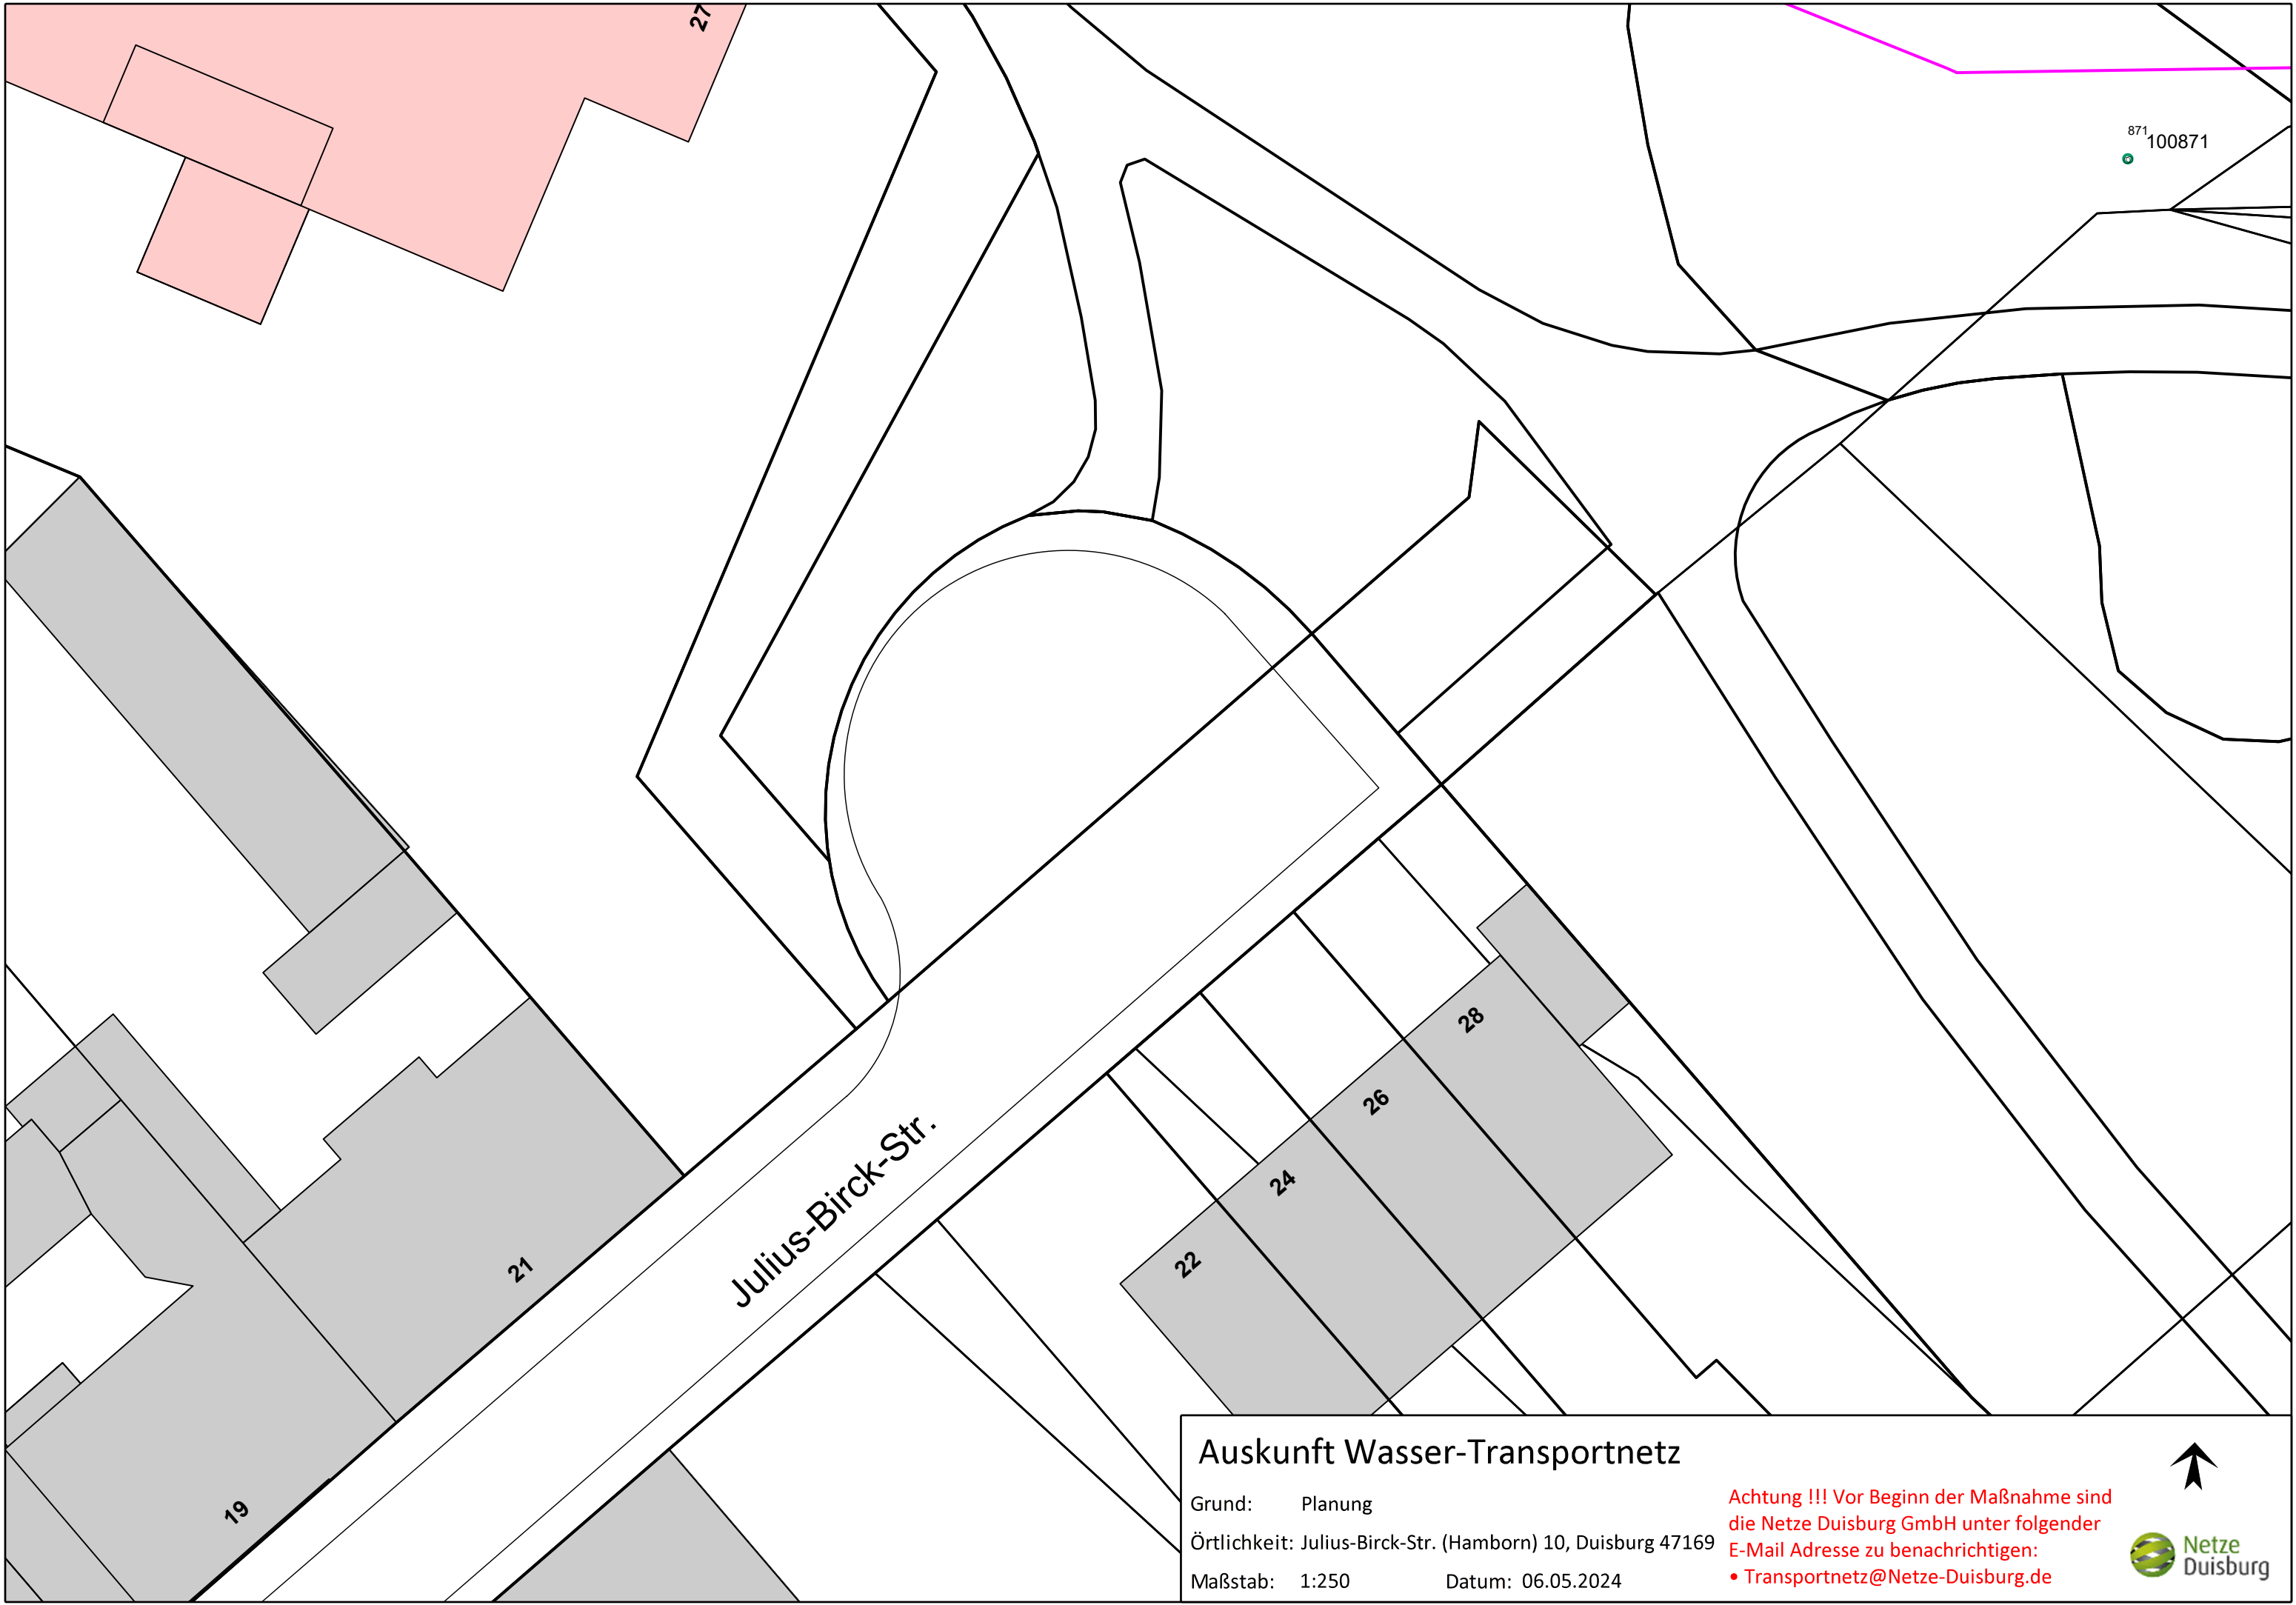 27
871
100871
28
26
24
22
21
19
Julius-Birck-Str.
Auskunft Wasser-Transportnetz
Grund: Planung
Örtlichkeit: Julius-Birck-Str. (Hamborn) 10, Duisburg 47169
Maßstab: 1:250 Datum: 06.05.2024
Achtung !!! Vor Beginn der Maßnahme sind
die Netze Duisburg GmbH unter folgender
E-Mail Adresse zu benachrichtigen:
• Transportnetz@Netze-Duisburg.de
Netze
Duisburg